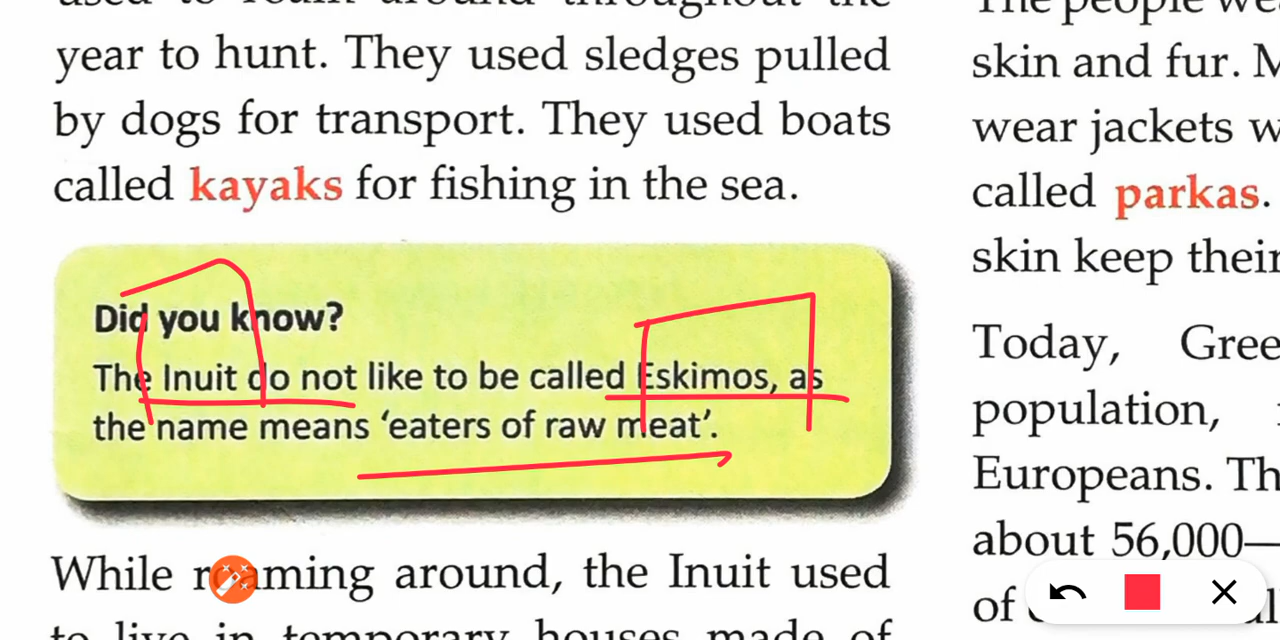 year to hunt. They used sledges pulled
by dogs for transport. They used boats
called kayaks for fishing in the sea.
Did you know?
The Inuit do not like to be called Eskimos, as
the name means 'eaters of raw meat'.
While roaming around, the Inuit used
to live in temporary houses made of
The people
skin and fur.
wear jackets
called parkas.
skin keep their
Today,
population,
Europeans.
about 56,000—
of